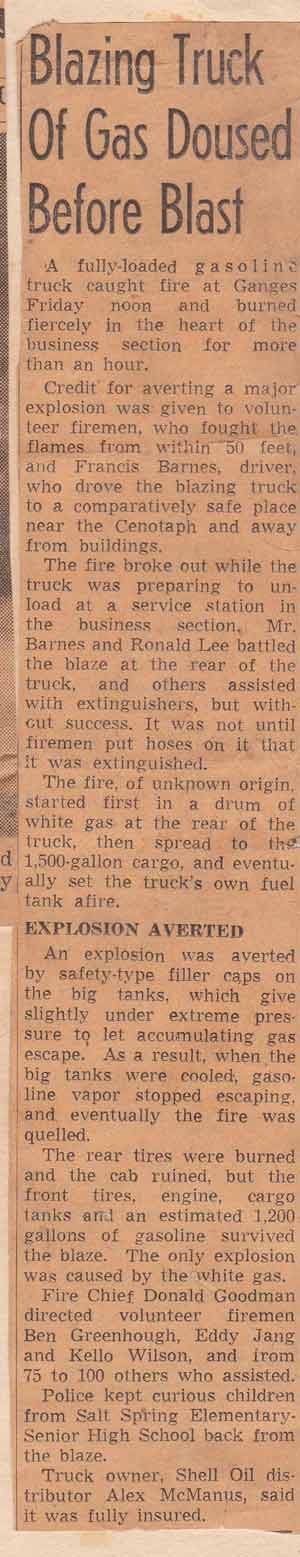 Blazing Truck
Of Gas Doused
Before Blast
A fully-loaded gasoline
truck caught fire at Ganges
Friday noon and burned
fiercely in the heart of the
business section for more
than an hour.
Credit for averting a major
explosion was given to volun-
teer firemen, who fought the
flames from within 50 feet,
and Francis Barnes, driver,
who drove the blazing truck
to a comparatively safe place
near the Cenotaph and away
from buildings.
The fire broke out while the
truck was preparing to un-
load at a service station in
the business section, Mr.
Barnes and Ronald Lee battled
the blaze at the rear of the
truck, and others assisted
with extinguishers, but with-
out success. It was not until
firemen put hoses on it that
it was extinguished.
The fire, of unknown origin,
started first in a drum of
white gas at the rear of the
truck, then spread to the
1,500-gallon cargo, and eventu-
ally set the truck's own fuel
tank afire.
EXPLOSION AVERTED
An explosion was averted
by safety-type filler caps on
the big tanks, which give
slightly under extreme pres-
sure to let accumulating gas
escape. As a result, when the
big tanks were cooled, gaso-
line vapor stopped escaping,
and eventually the fire was
quelled.
The rear tires were burned
and the cab ruined, but the
front tires, engine, cargo
tanks and an estimated 1,200
gallons of gasoline survived
the blaze. The only explosion
was caused by the white gas.
Fire Chief Donald Goodman
directed volunteer firemen
Ben Greenhough, Eddy Jang
and Kello Wilson, and from
75 to 100 others who assisted.
Police kept curious children
from Salt Spring Elementary-
Senior High School back from
the blaze.
Truck owner, Shell Oil dis-
tributor Alex McManus, said
it was fully insured.